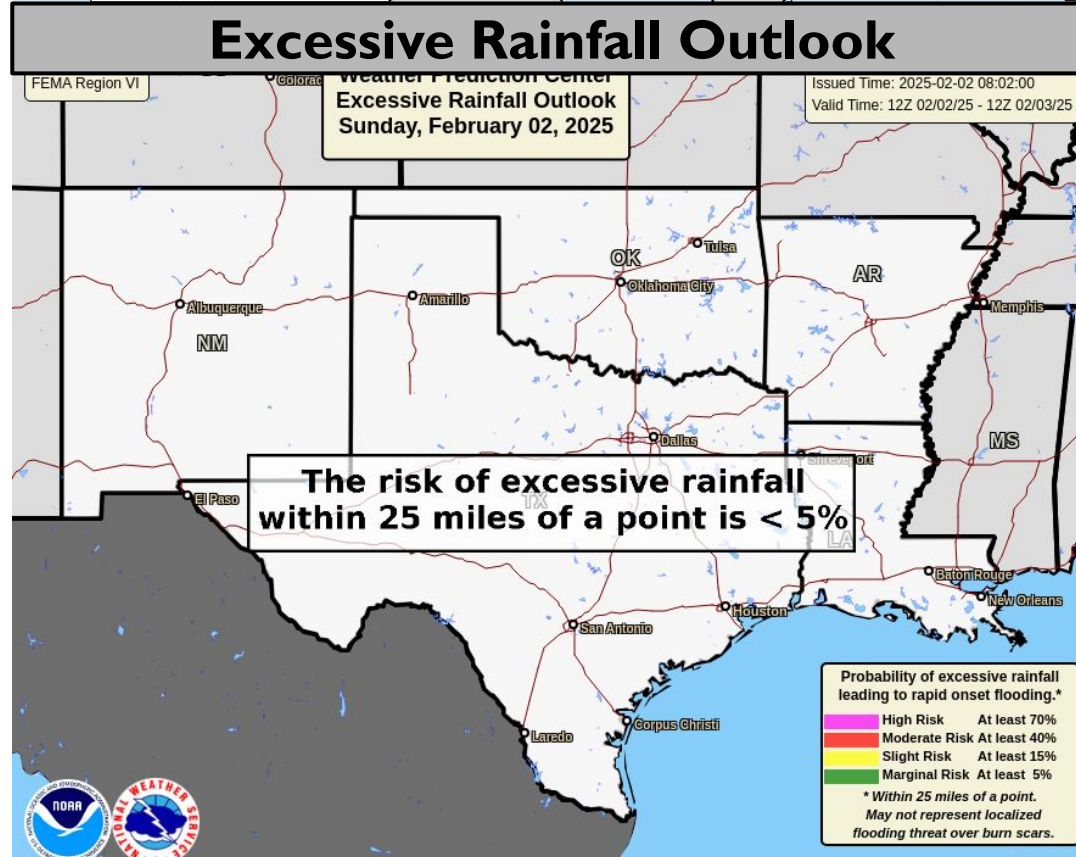 Excessive Rainfall Outlook
FEMA Region VI
Weather Prediction Center
Excessive Rainfall Outlook
Sunday, February 02, 2025
Issued Time: 2025-02-02 08:02:00
Valid Time: 12Z 02/02/25 - 12Z 02/03/25
Colorad
Tulsa
OK
Oklahoma City
AR
Albuquerque
Amarillo
Memphis
NM
Dallas
MS
Shreveport
The risk of excessive rainfall
within 25 miles of a point is < 5%
El Paso
TX
LA
Baton Rouge
New Orleans
Houston
San Antonio
Corpus Christi
Laredo
Probability of excessive rainfall
leading to rapid onset flooding.*
High Risk At least 70%
Moderate Risk At least 40%
Slight Risk At least 15%
Marginal Risk At least 5%
* Within 25 miles of a point.
May not represent localized
flooding threat over burn scars.
NOAA
NATIONAL WEATHER SERVICE